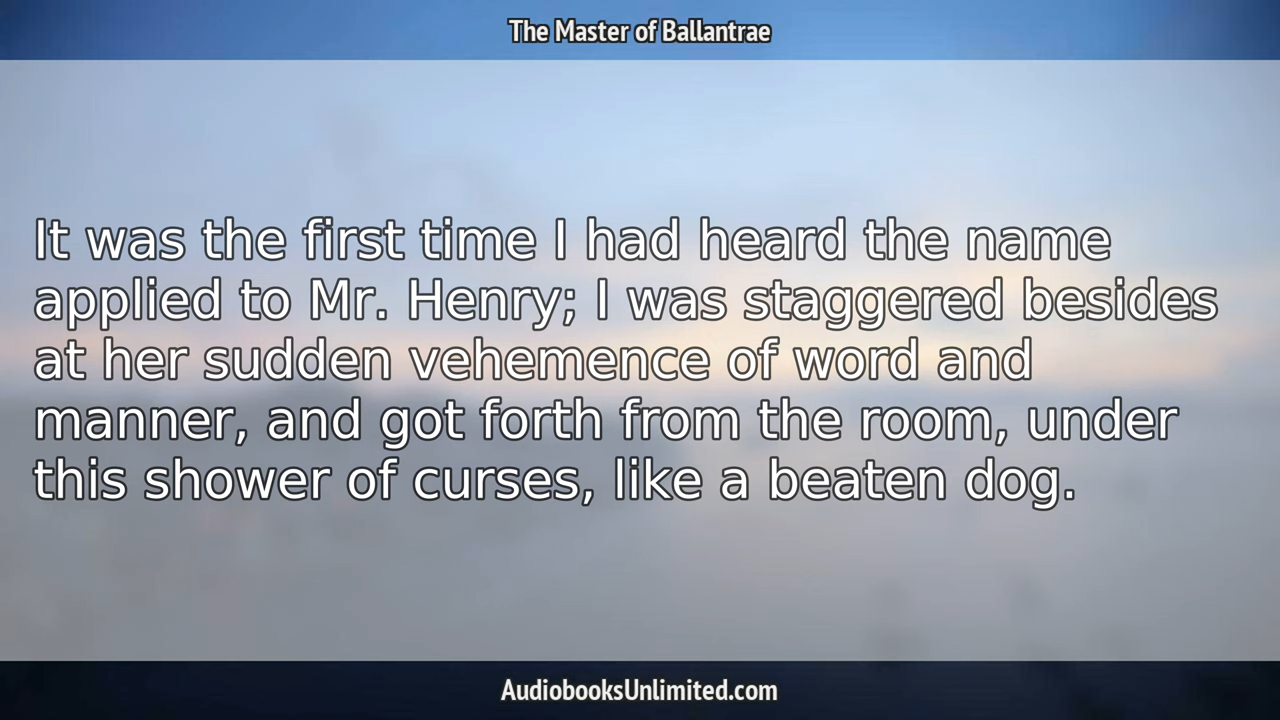 The Master of Ballantrae
It was the first time I had heard the name
applied to Mr. Henry; I was staggered besides
at her sudden vehemence of word and
manner, and got forth from the room, under
this shower of curses, like a beaten dog.
AudiobooksUnlimited.com